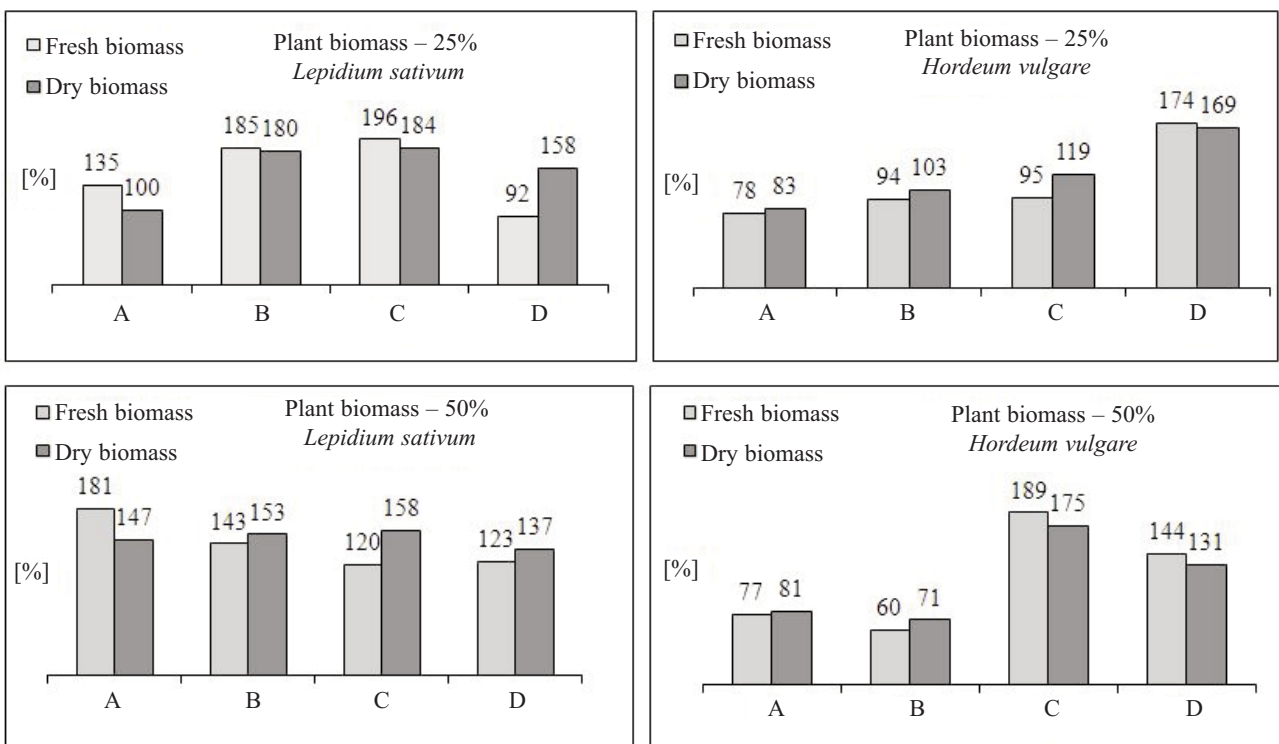 Fresh biomass
Dry biomass
Plant biomass – 25%
Lepidium sativum
[%]
135
100
185 180
196 184
92
158
A B C D
Fresh biomass
Dry biomass
Plant biomass – 25%
Hordeum vulgare
[%]
78 83
94 103
95
119
174 169
A B C D
Fresh biomass
Dry biomass
Plant biomass – 50%
Lepidium sativum
[%]
181
147
143 153
120
158
123 137
A B C D
Fresh biomass
Dry biomass
Plant biomass – 50%
Hordeum vulgare
[%]
77 81
60 71
189
175
144 131
A B C D